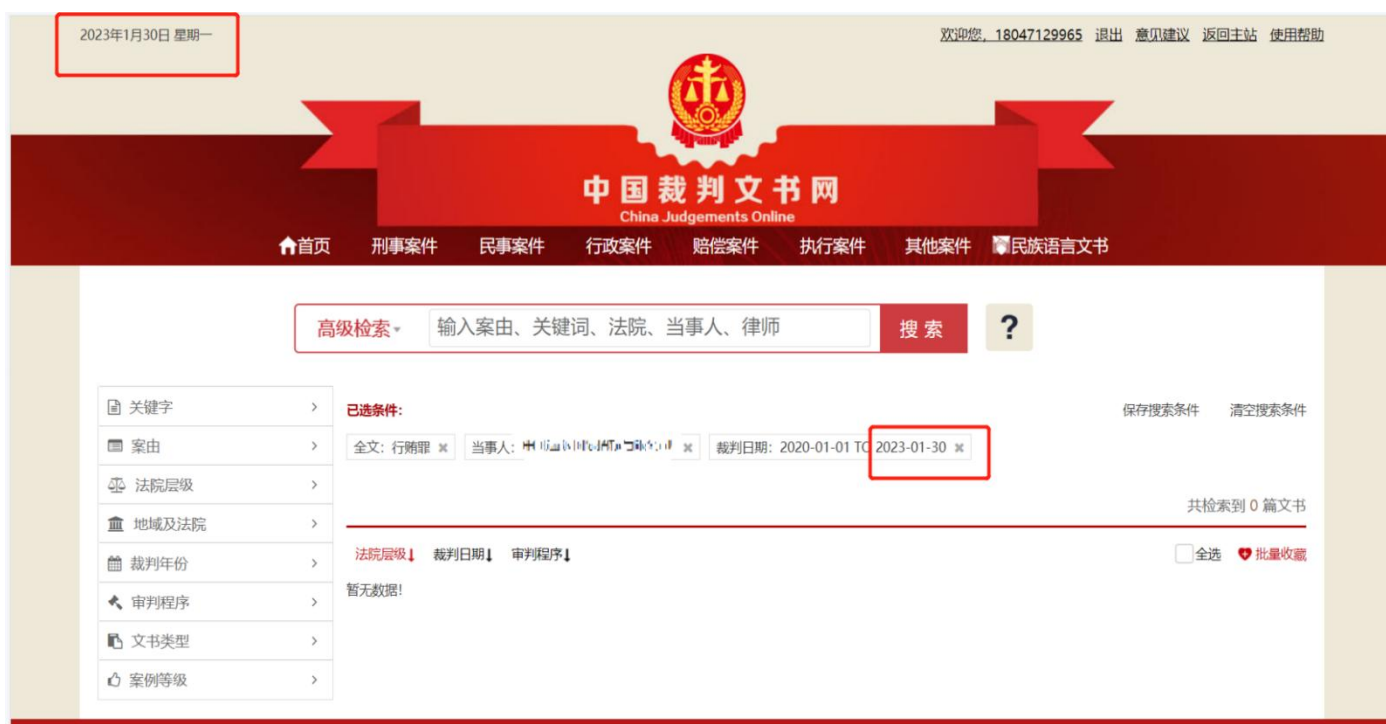 2023年1月30日 星期一
欢迎您，18047129965 退出 意见建议 返回主站 使用帮助
中国裁判文书网
China Judgements Online
首页 刑事案件 民事案件 行政案件 赔偿案件 执行案件 其他案件 民族语言文书
高级检索 输入案由、关键词、法院、当事人、律师 搜索 ?
关键字
案由
法院层级
地域及法院
裁判年份
审判程序
文书类型
案例等级
已选条件： 保存搜索条件 清空搜索条件
全文：行贿罪 当事人： 裁判日期：2020-01-01 TO 2023-01-30
共检索到 0 篇文书
法院层级 裁判日期 审判程序 全选 批量收藏
暂无数据!